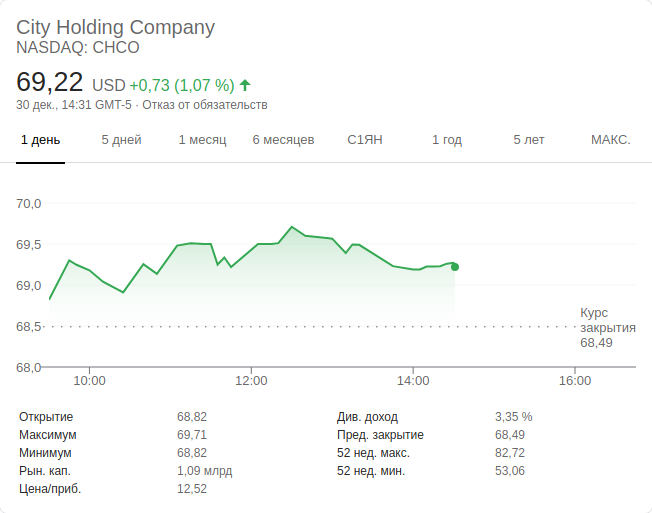 City Holding Company
NASDAQ: CHCO
69,22 USD +0,73 (1,07 %)
30 дек., 14:31 GMT-5 · Отказ от обязательств
1 день 5 дней 1 месяц 6 месяцев С1ЯН 1 год 5 лет МАКС.
70,0
69,5
69,0
68,5
68,0
Курс
закрытия
68,49
10:00 12:00 14:00 16:00
Открытие 68,82 Див. доход 3,35 %
Максимум 69,71 Пред. закрытие 68,49
Минимум 68,82 52 нед. макс. 82,72
Рын. кап. 1,09 млрд 52 нед. мин. 53,06
Цена/приб. 12,52